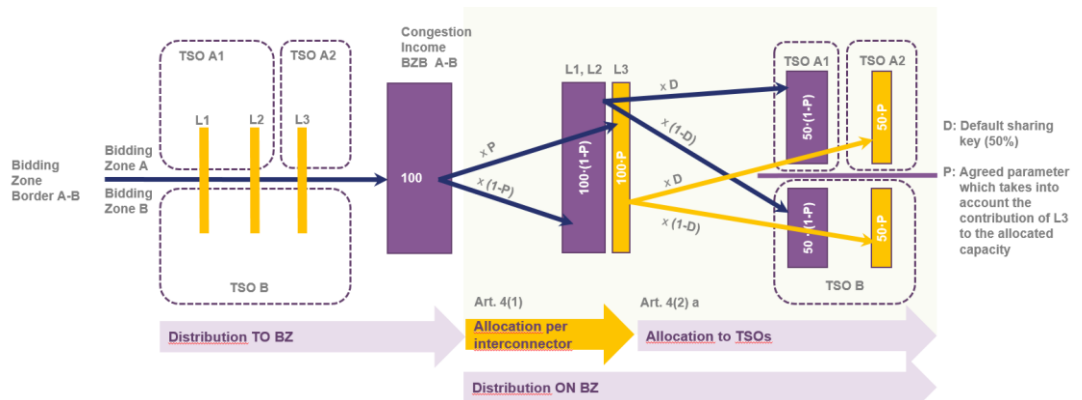 Congestion
Income
BZB A-B
TSO A1
TSO A2
L1
L2
L3
Bidding
Zone
Border A-B
Bidding
Zone A
Bidding
Zone B
TSO B
100
x P
x (1-P)
L1, L2
L3
100·(1-P)
100·P
x D
x (1-D)
x D
x (1-D)
TSO A1
TSO A2
50·(1-P)
50·P
50·(1-P)
50·P
TSO B
D: Default sharing
key (50%)
P: Agreed parameter
which takes into
account the
contribution of L3
to the allocated
capacity
Art. 4(1)
Art. 4(2) a
Distribution TO BZ
Allocation per
interconnector
Allocation to TSOs
Distribution ON BZ